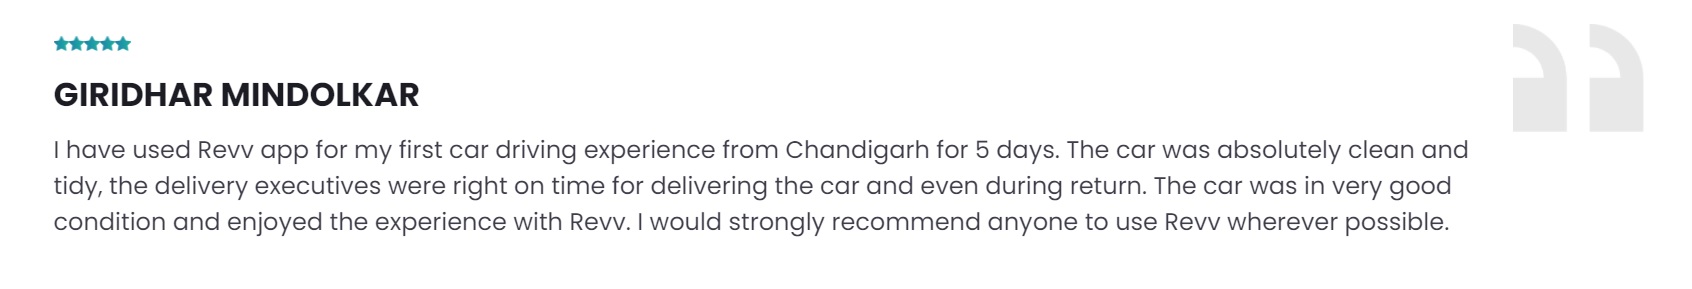 GIRIDHAR MINDOLKAR
I have used Revv app for my first car driving experience from Chandigarh for 5 days. The car was absolutely clean and
tidy, the delivery executives were right on time for delivering the car and even during return. The car was in very good
condition and enjoyed the experience with Revv. I would strongly recommend anyone to use Revv wherever possible.